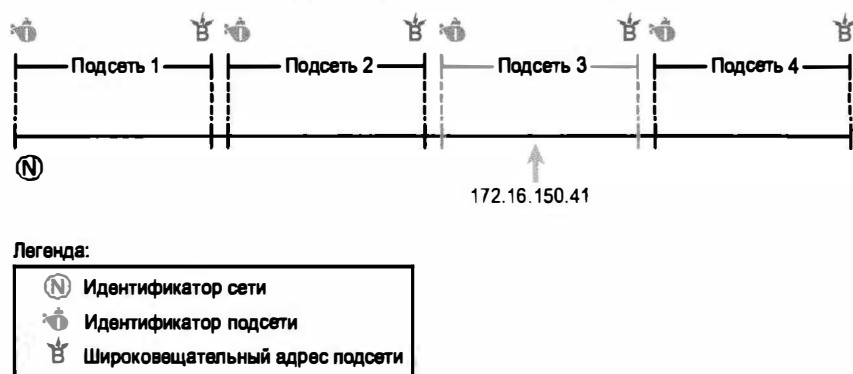 Подсеть 1 Подсеть 2 Подсеть 3 Подсеть 4
N
172.16.150.41
Легенда:
N Идентификатор сети
Идентификатор подсети
B Широковещательный адрес подсети